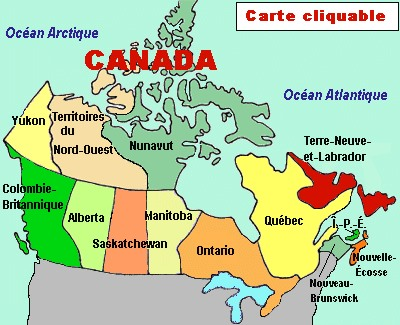 Carte cliquable
Océan Arctique
CANADA
Océan Atlantique
Yukon
Territoires
du
Nord-Ouest
Nunavut
Terre-Neuve-
et-Labrador
Colombie-
Britannique
Alberta
Saskatchewan
Manitoba
Ontario
Québec
Î.-P.-É.
Nouvelle-
Écosse
Nouveau-
Brunswick